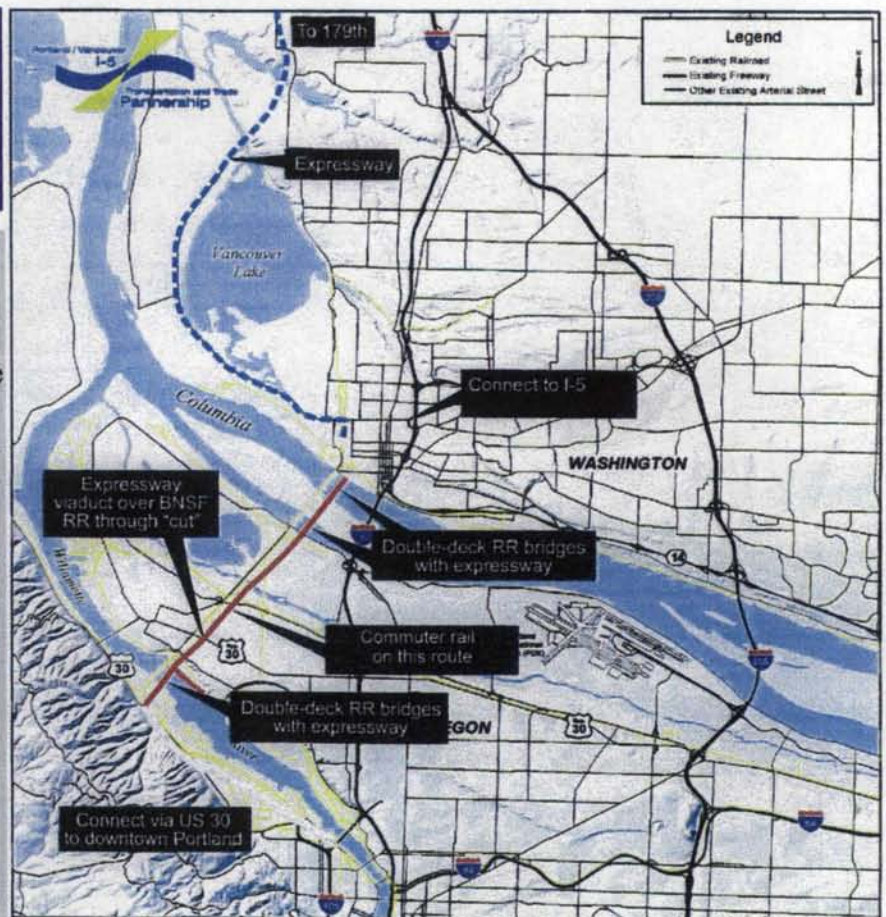 Portland / Vancouver
I-5
Transportation and Trade
Partnership
To 179th
Legend
Existing Railroad
Existing Freeway
Other Existing Arterial Street
Expressway
Vancouver
Lake
Columbia
Connect to I-5
WASHINGTON
Expressway
viaduct over BNSF
RR through "cut"
Double-deck RR bridges
with expressway
14
Willamette
Commuter rail
on this route
30
30
Double-deck RR bridges
with expressway
EGON
30
River
Connect via US 30
to downtown Portland